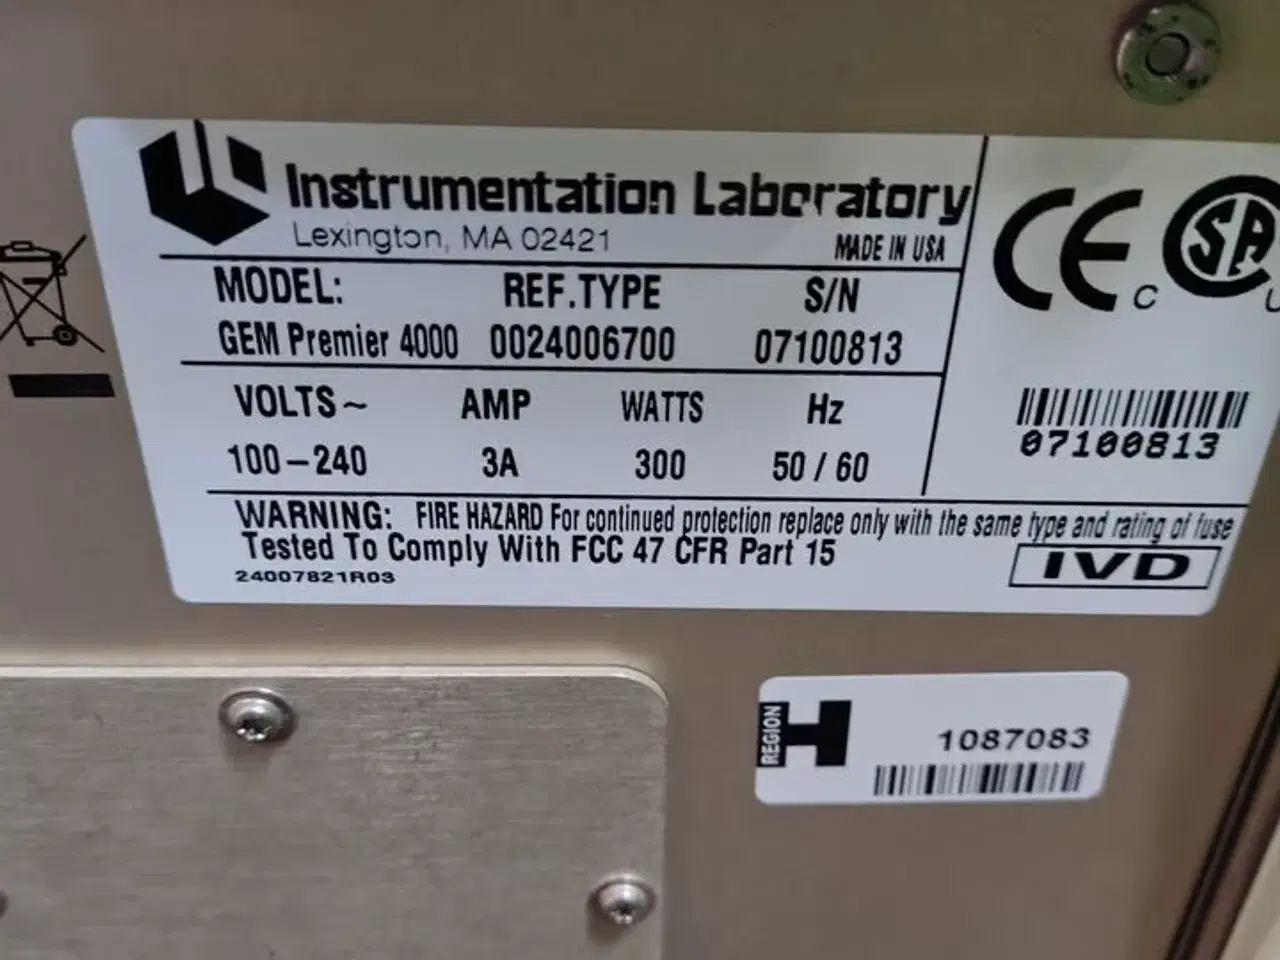 Instrumentation Laboratory
Lexington, MA 02421
MADE IN USA
MODEL: REF.TYPE S/N
GEM Premier 4000 0024006700 07100813
VOLTS~ AMP WATTS Hz
100-240 3A 300 50 / 60
WARNING: FIRE HAZARD For continued protection replace only with the same type and rating of fuse
Tested To Comply With FCC 47 CFR Part 15
24007821R03
CE
C SA U
07100813
IVD
REGION H
1087083